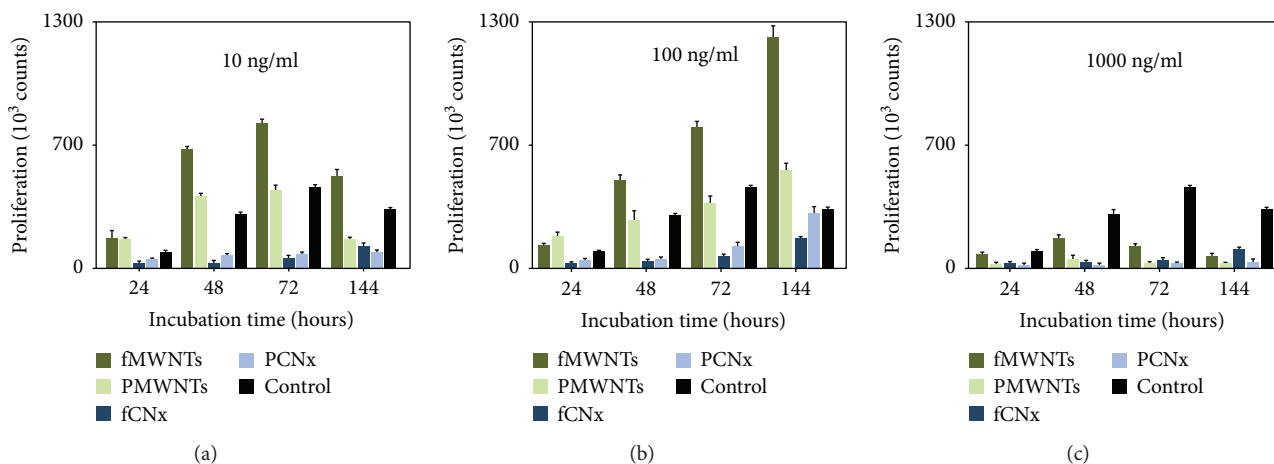 Proliferation (10³ counts)
1300
700
0
10 ng/ml
24 48 72 144
Incubation time (hours)
fMWNTs PCNx
PMWNTs Control
fCNx
(a)
Proliferation (10³ counts)
1300
700
0
100 ng/ml
24 48 72 144
Incubation time (hours)
fMWNTs PCNx
PMWNTs Control
fCNx
(b)
Proliferation (10³ counts)
1300
700
0
1000 ng/ml
24 48 72 144
Incubation time (hours)
fMWNTs PCNx
PMWNTs Control
fCNx
(c)